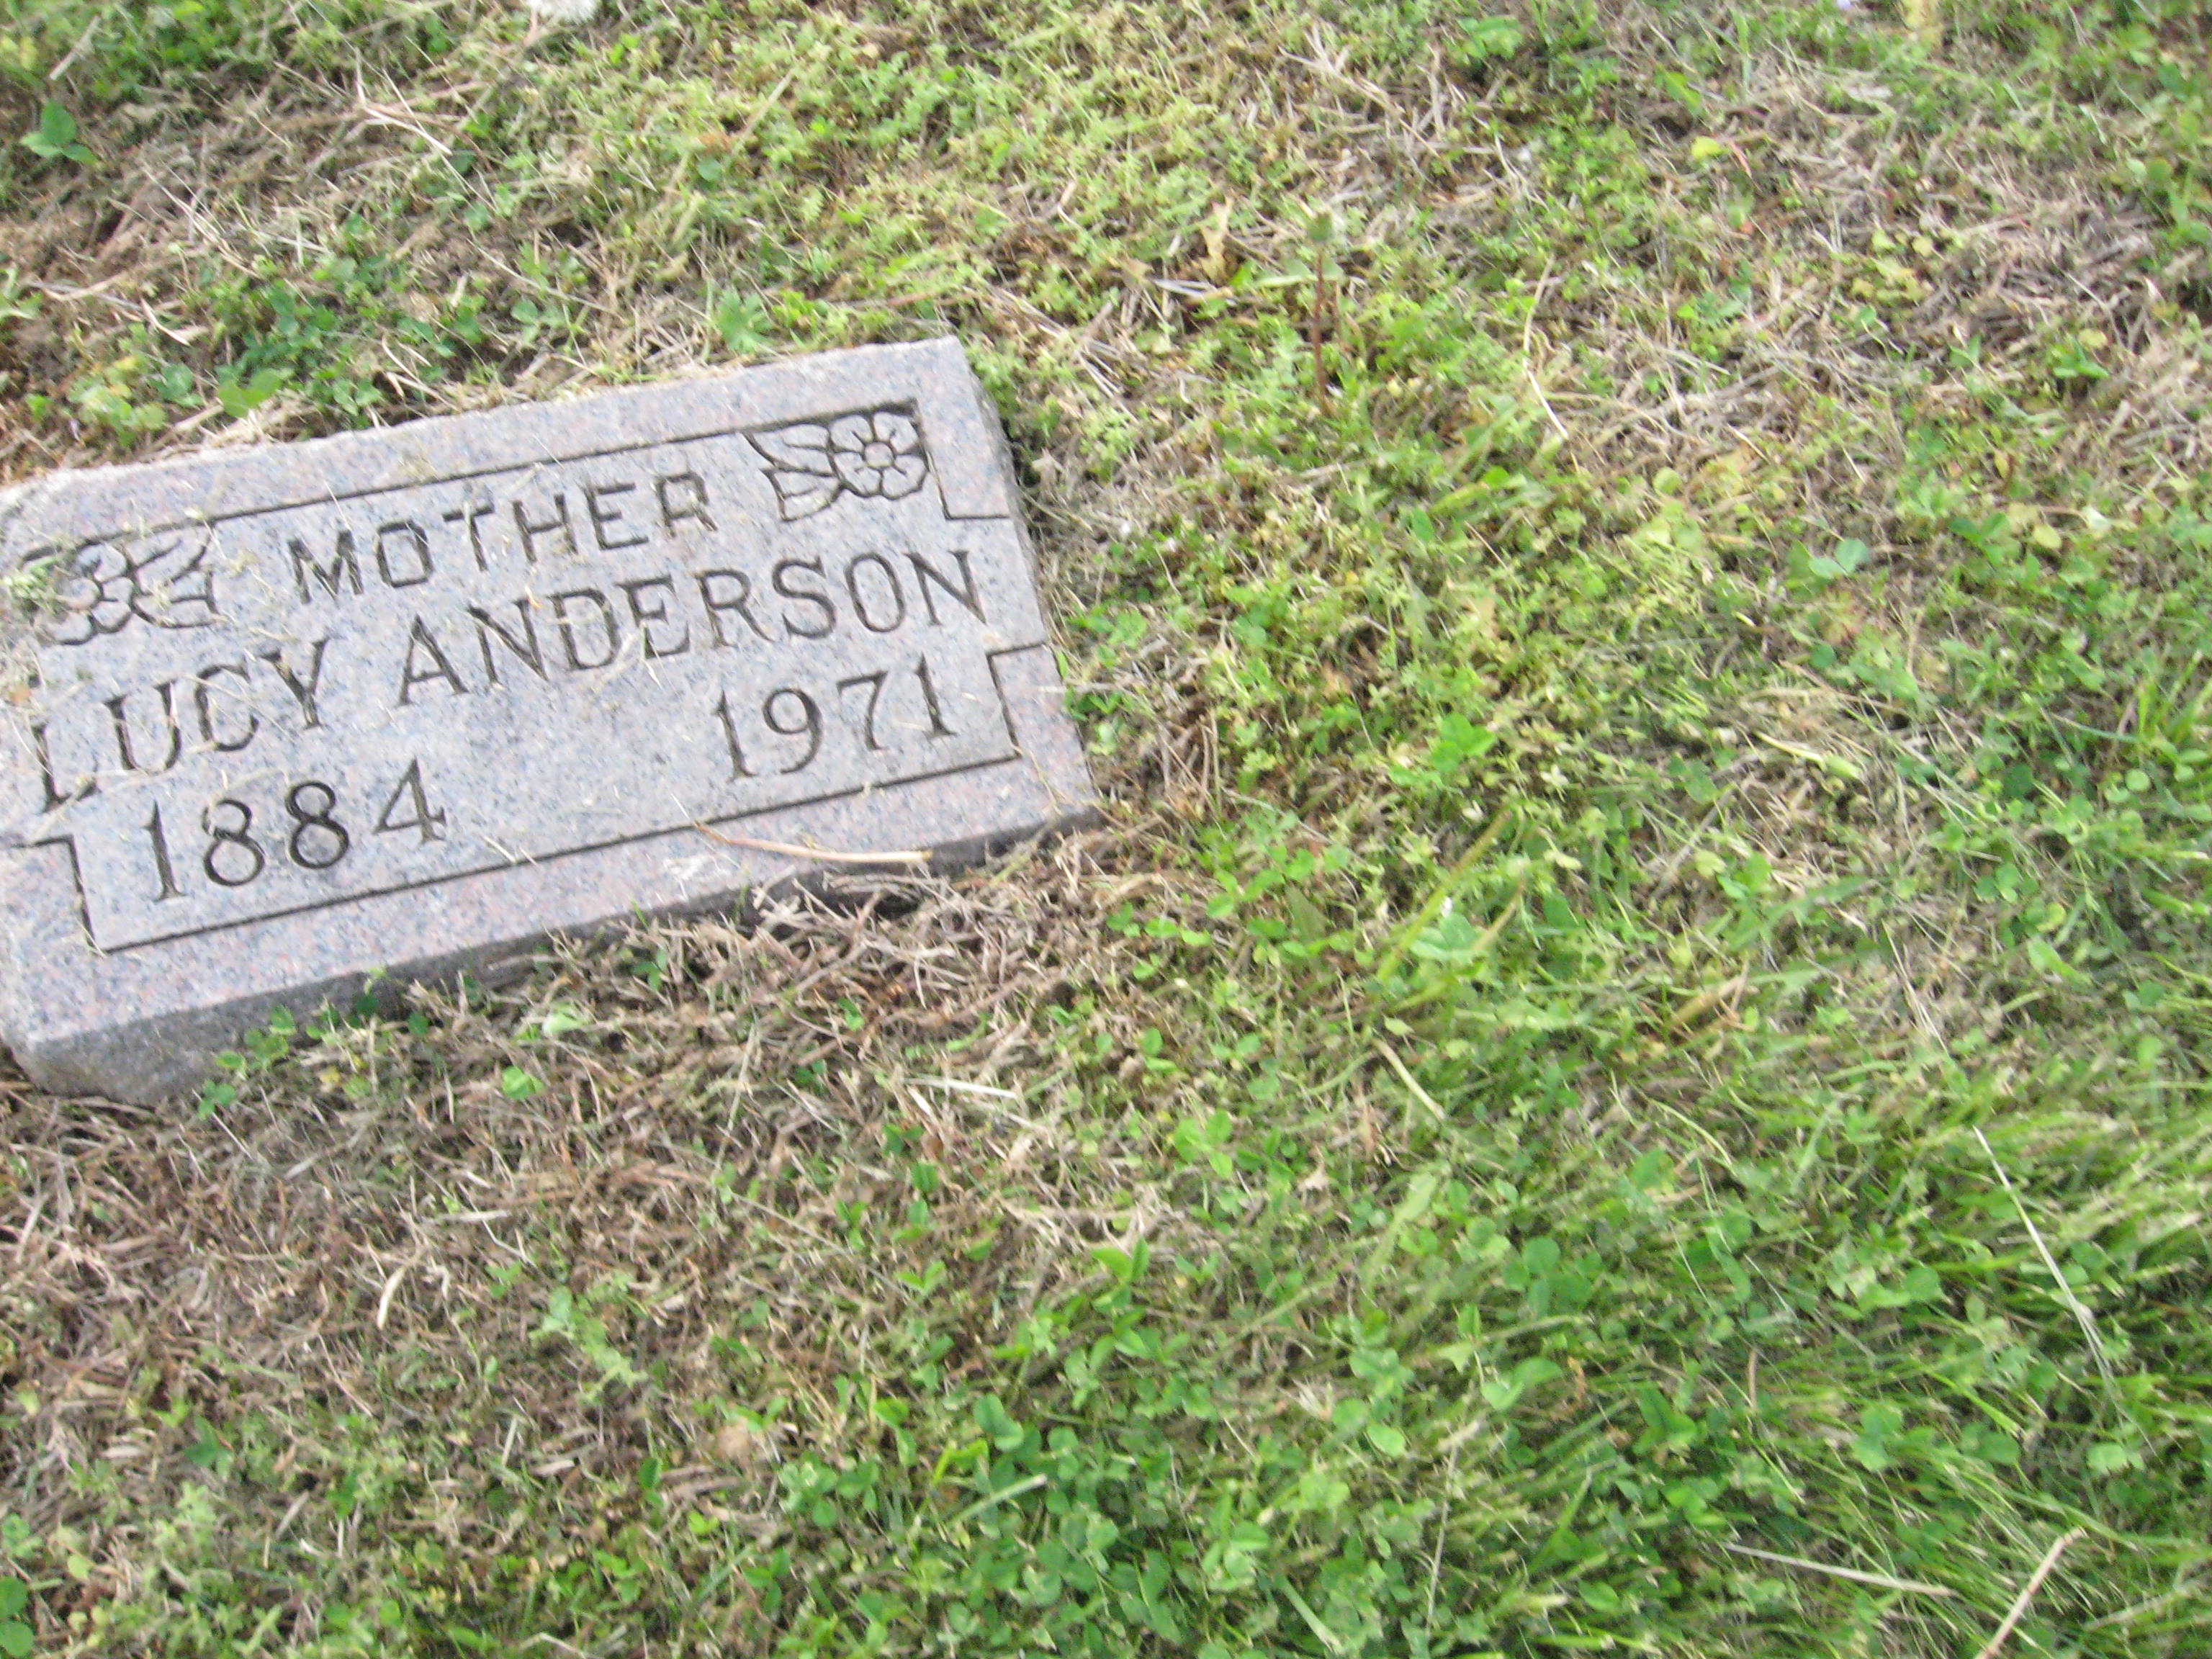 MOTHER
LUCY ANDERSON
1884 1971